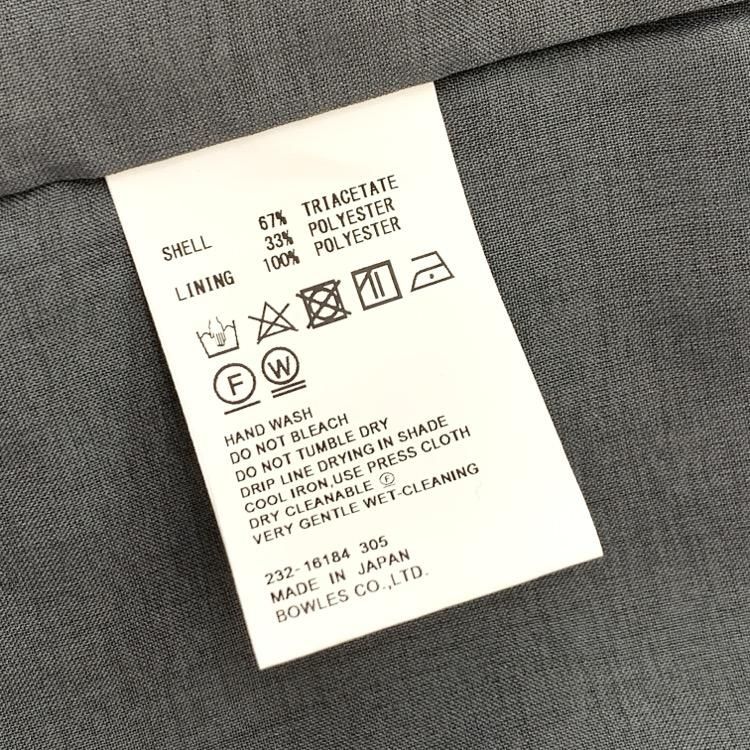 SHELL 67% TRIACETATE
33% POLYESTER
LINING 100% POLYESTER
F W
HAND WASH
DO NOT BLEACH
DO NOT TUMBLE DRY
DRIP LINE DRYING IN SHADE
COOL IRON,USE PRESS CLOTH
DRY CLEANABLE Ⓕ
VERY GENTLE WET-CLEANING
232-16184 305
MADE IN JAPAN
BOWLES CO.,LTD.